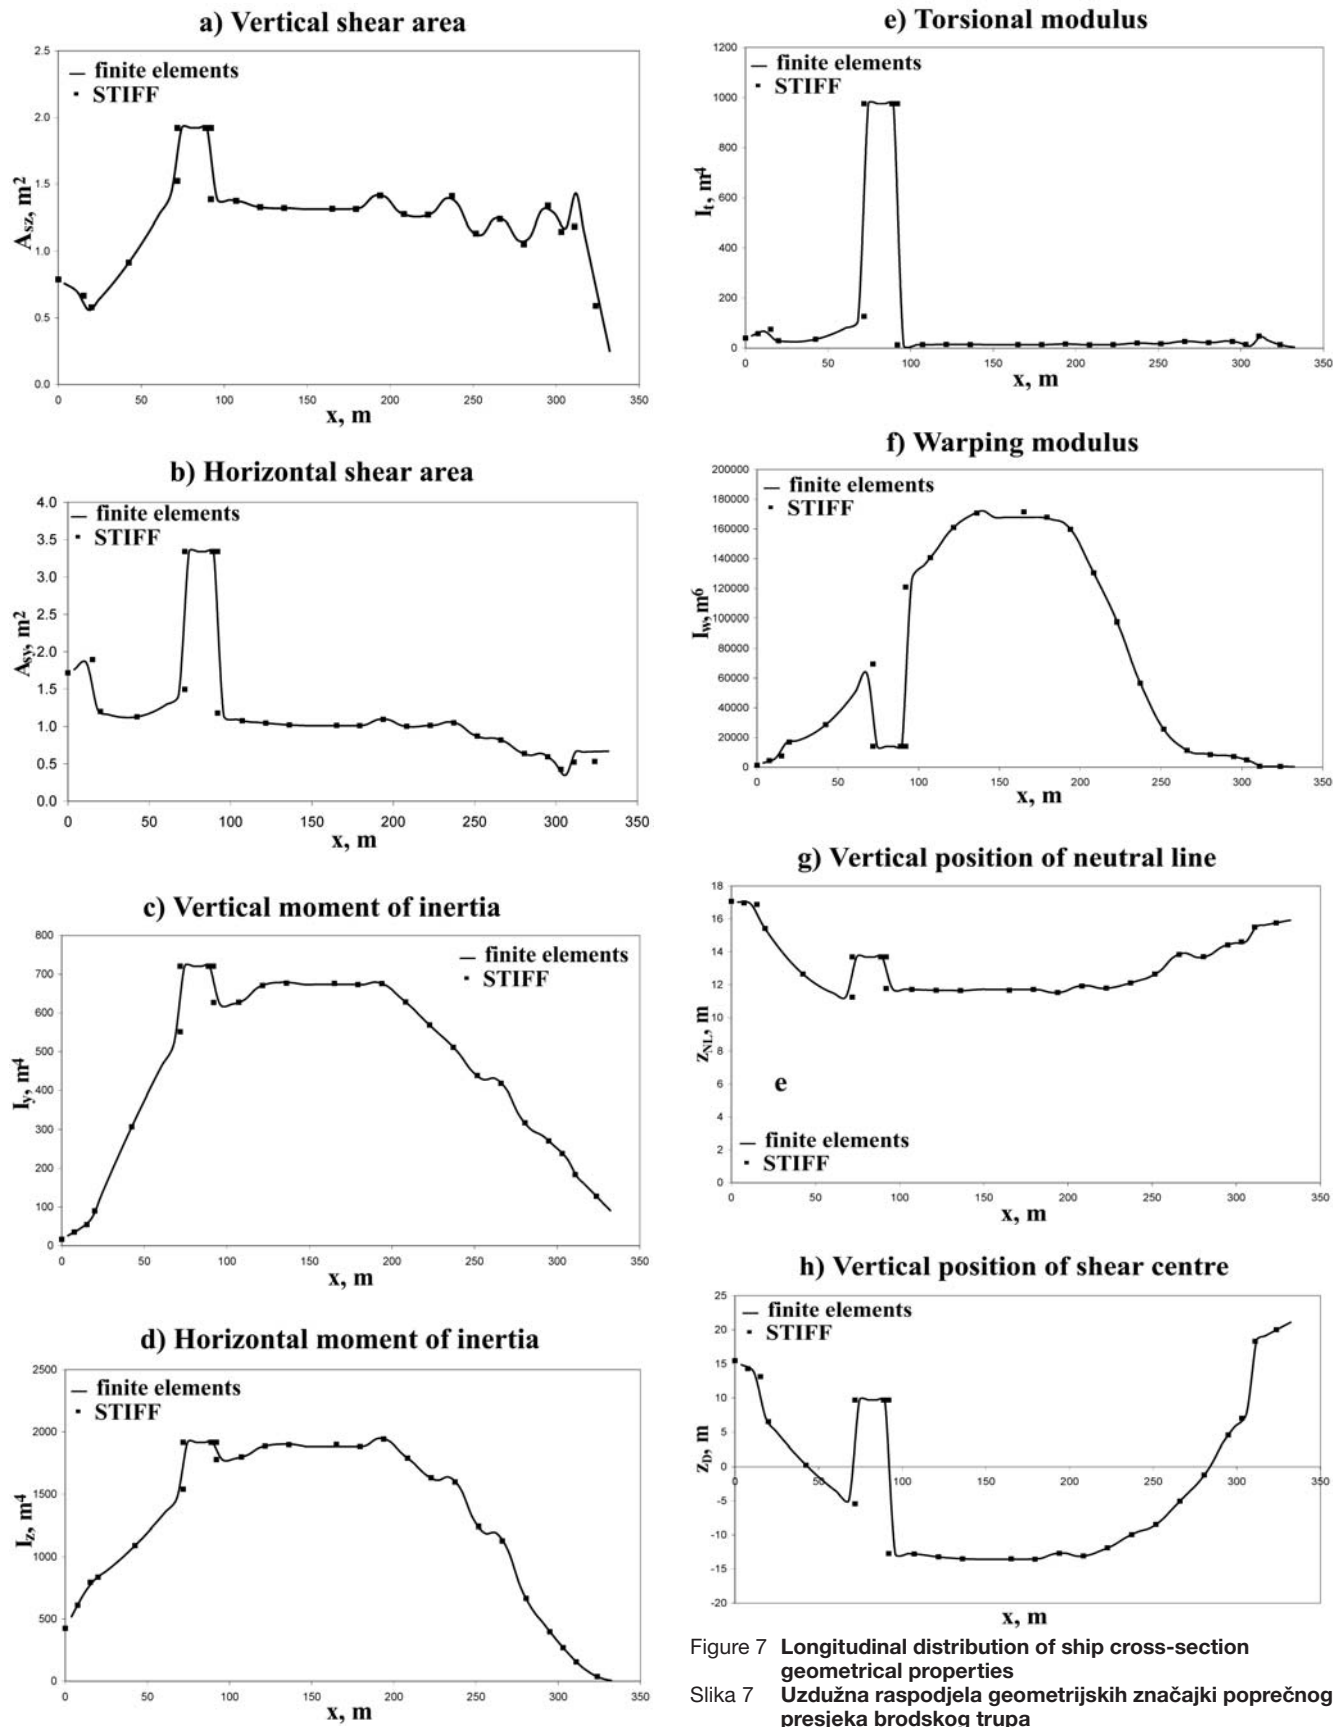 a) Vertical shear area
2.5
2.0
1.5
1.0
0.5
0.0
finite elements
STIFF
Asz, m2
0 50 100 150 200 250 300 350
x, m
b) Horizontal shear area
4.0
3.5
3.0
2.5
2.0
1.5
1.0
0.5
0.0
finite elements
STIFF
Asy, m2
0 50 100 150 200 250 300 350
x, m
c) Vertical moment of inertia
800
700
600
500
400
300
200
100
0
finite elements
STIFF
Iy, m4
0 50 100 150 200 250 300 350
x, m
d) Horizontal moment of inertia
2500
2000
1500
1000
500
0
finite elements
STIFF
Iz, m4
0 50 100 150 200 250 300 350
x, m
e) Torsional modulus
1200
1000
800
600
400
200
0
finite elements
STIFF
It, m4
0 50 100 150 200 250 300 350
x, m
f) Warping modulus
200000
180000
160000
140000
120000
100000
80000
60000
40000
20000
0
finite elements
STIFF
Iw, m6
0 50 100 150 200 250 300 350
x, m
g) Vertical position of neutral line
18
16
14
12
10
8
6
4
2
0
e
finite elements
STIFF
zNL, m
0 50 100 150 200 250 300 350
x, m
h) Vertical position of shear centre
25
20
15
10
5
0
-5
-10
-15
-20
finite elements
STIFF
zD, m
0 50 100 150 200 250 300 350
x, m
Figure 7 Longitudinal distribution of ship cross-section
geometrical properties
Slika 7 Uzdužna raspodjela geometrijskih značajki poprečnog
presjeka brodskog trupa